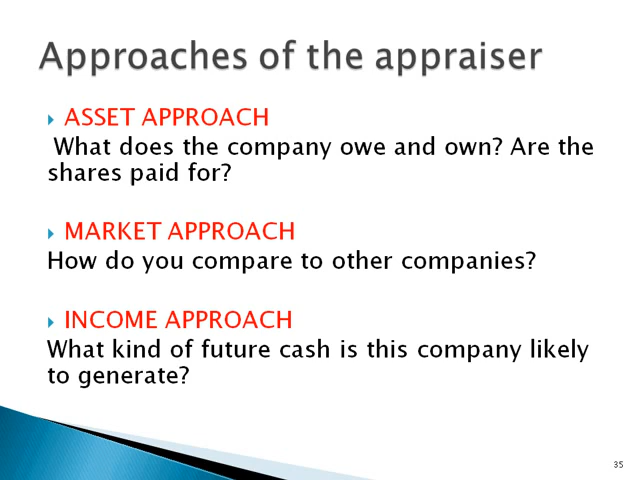 Approaches of the appraiser
ASSET APPROACH
What does the company owe and own? Are the
shares paid for?
MARKET APPROACH
How do you compare to other companies?
INCOME APPROACH
What kind of future cash is this company likely
to generate?
35